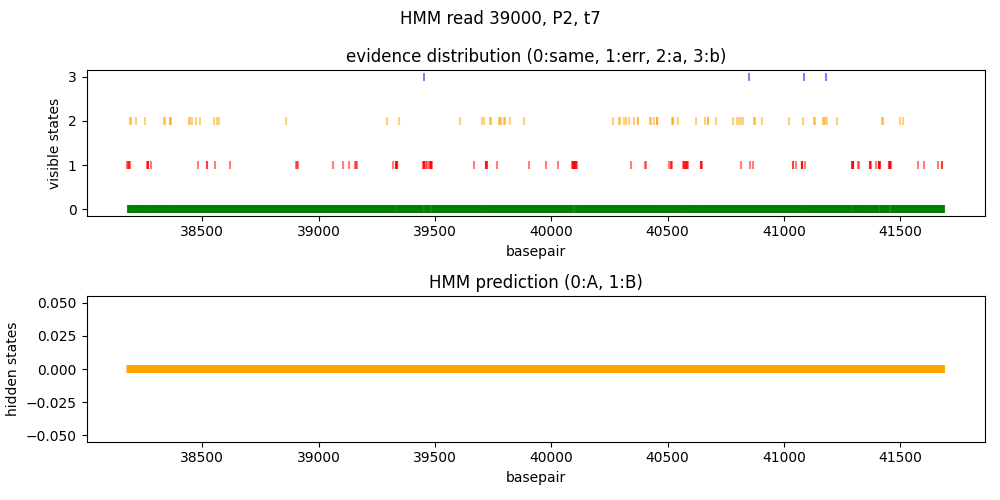 HMM read 39000, P2, t7
evidence distribution (0:same, 1:err, 2:a, 3:b)
visible states
3
2
1
0
38500 39000 39500 40000 40500 41000 41500
basepair
HMM prediction (0:A, 1:B)
hidden states
0.050
0.025
0.000
−0.025
−0.050
38500 39000 39500 40000 40500 41000 41500
basepair